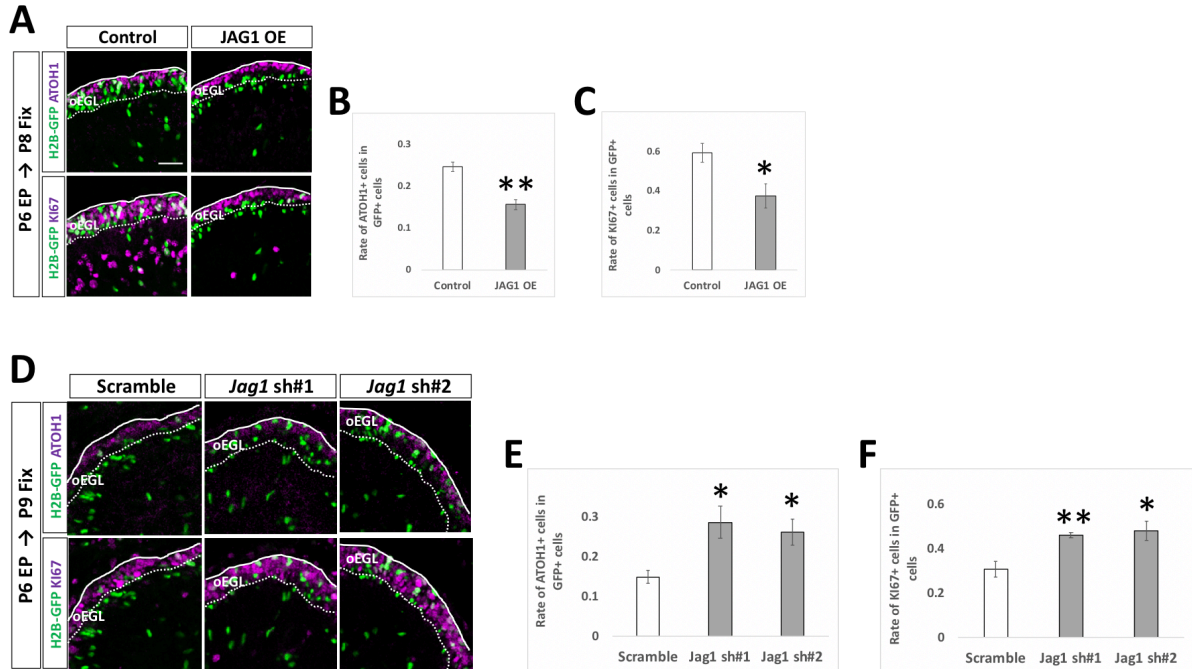 A
Control
JAG1 OE
P6 EP → P8 Fix
H2B-GFP ATOH1
oEGL
oEGL
H2B-GFP KI67
oEGL
oEGL
B
Rate of ATOH1+ cells in
GFP+ cells
0.3
0.2
0.1
0
**
Control
JAG1 OE
C
Rate of KI67+ cells in GFP+
cells
0.6
0.4
0.2
0
*
Control
JAG1 OE
D
Scramble
Jag1 sh#1
Jag1 sh#2
P6 EP → P9 Fix
H2B-GFP ATOH1
oEGL
oEGL
oEGL
H2B-GFP KI67
oEGL
oEGL
oEGL
E
Rate of ATOH1+ cells in
GFP+ cells
0.3
0.2
0.1
0
*
*
Scramble
Jag1 sh#1
Jag1 sh#2
F
Rate of KI67+ cells in GFP+
cells
0.6
0.4
0.2
0
**
*
Scramble
Jag1 sh#1
Jag1 sh#2